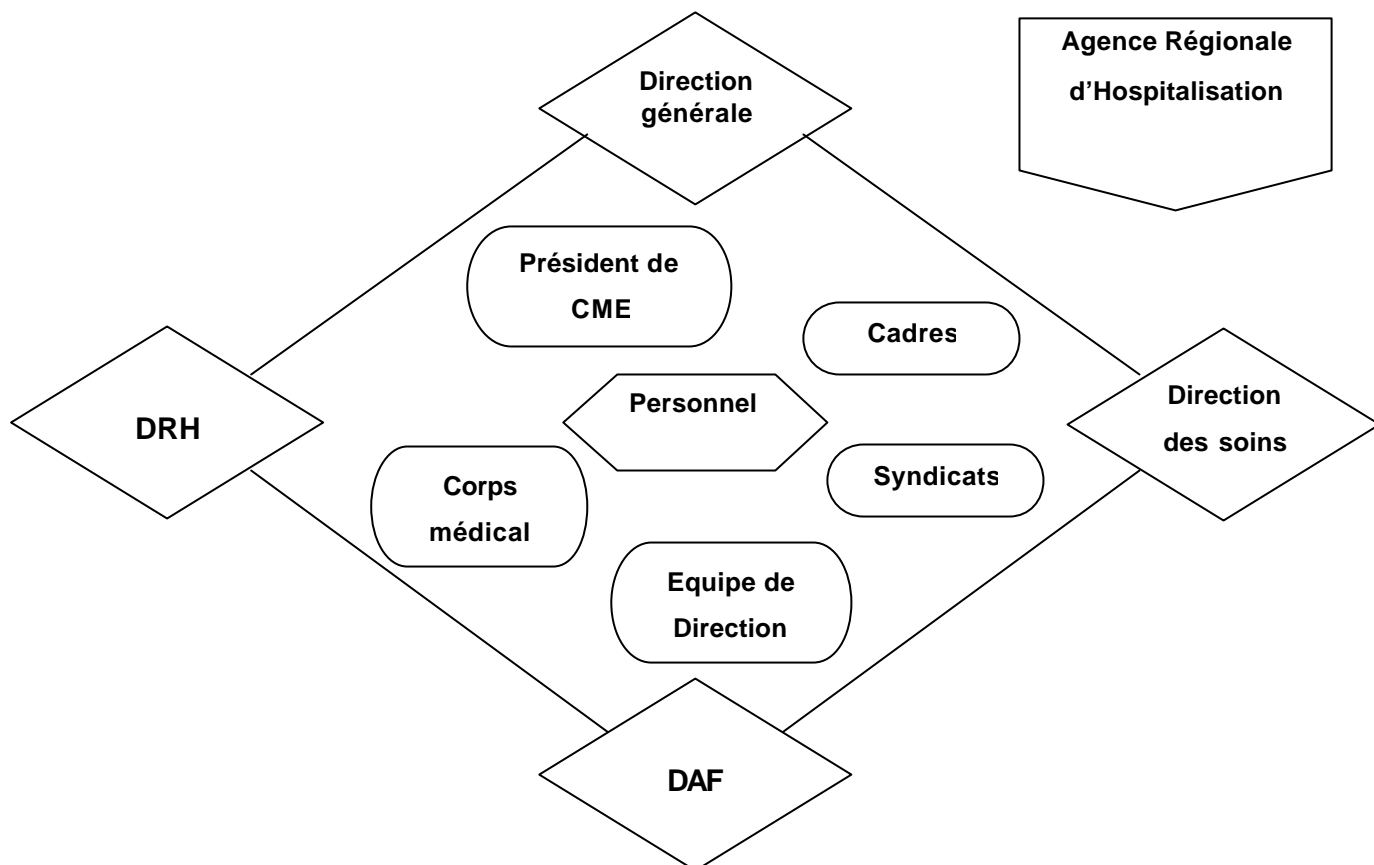 Direction
générale
Agence Régionale
d'Hospitalisation
Président de
CME
Cadres
Personnel
DRH
Direction
des soins
Corps
médical
Syndicats
Equipe de
Direction
DAF